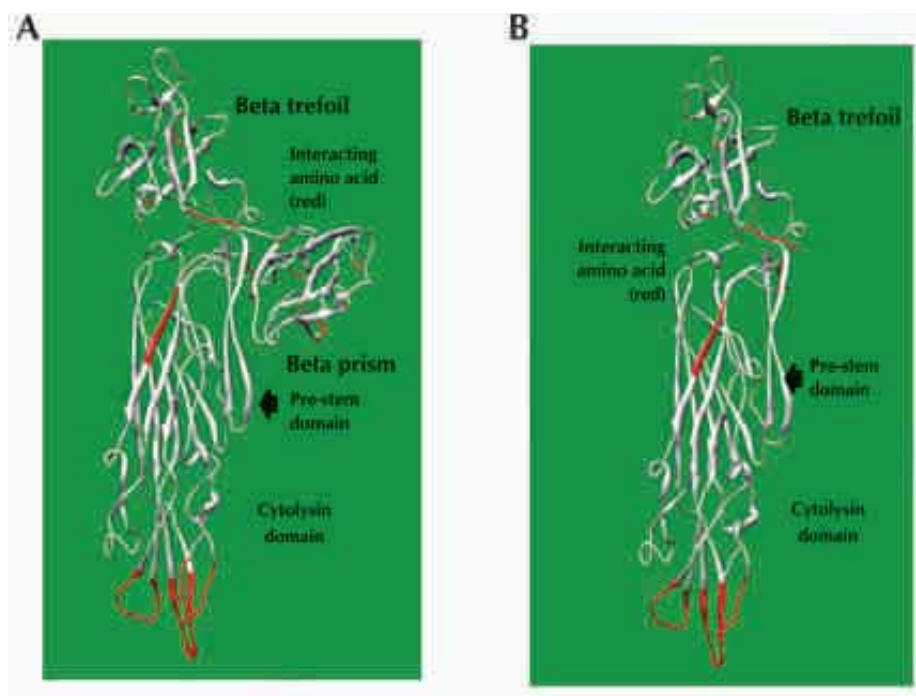 A
Beta trefoil
Interacting
amino acid
(red)
Beta prism
Pre-stem
domain
Cytolysin
domain
B
Beta trefoil
Interacting
amino acid
(red)
Pre-stem
domain
Cytolysin
domain